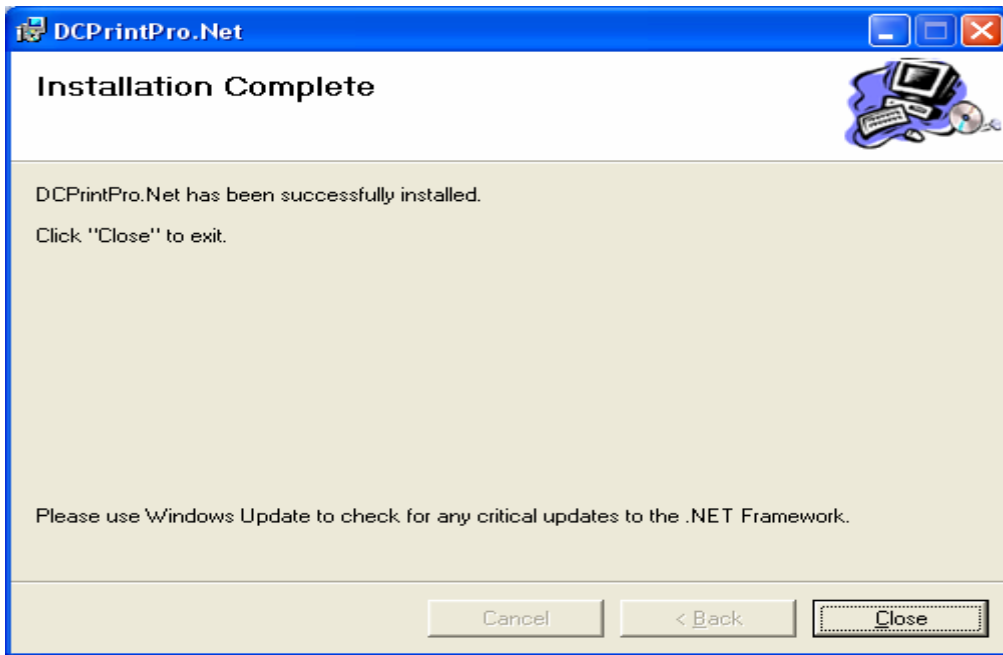 DCPrintPro.Net
Installation Complete
DCPrintPro.Net has been successfully installed.
Click "Close" to exit.
Please use Windows Update to check for any critical updates to the .NET Framework.
Cancel
< Back
Close